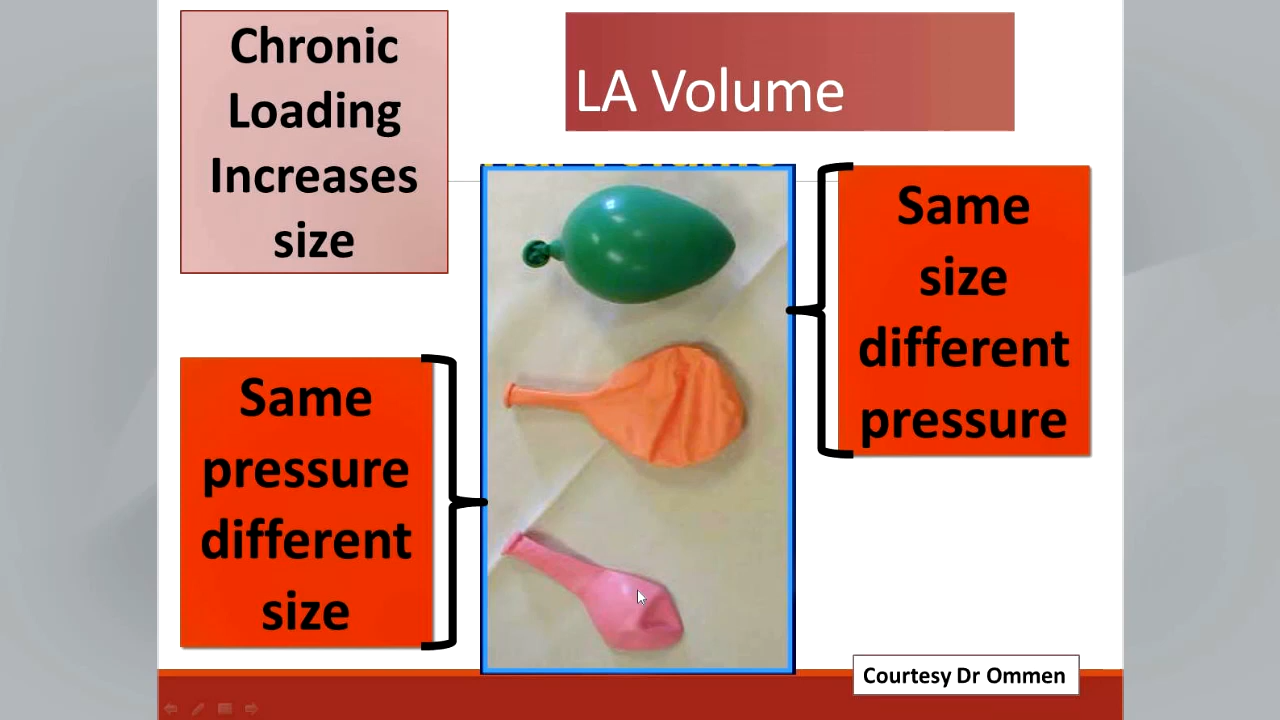 Chronic
Loading
Increases
size
LA Volume
Same
size
different
pressure
Same
pressure
different
size
Courtesy Dr Ommen